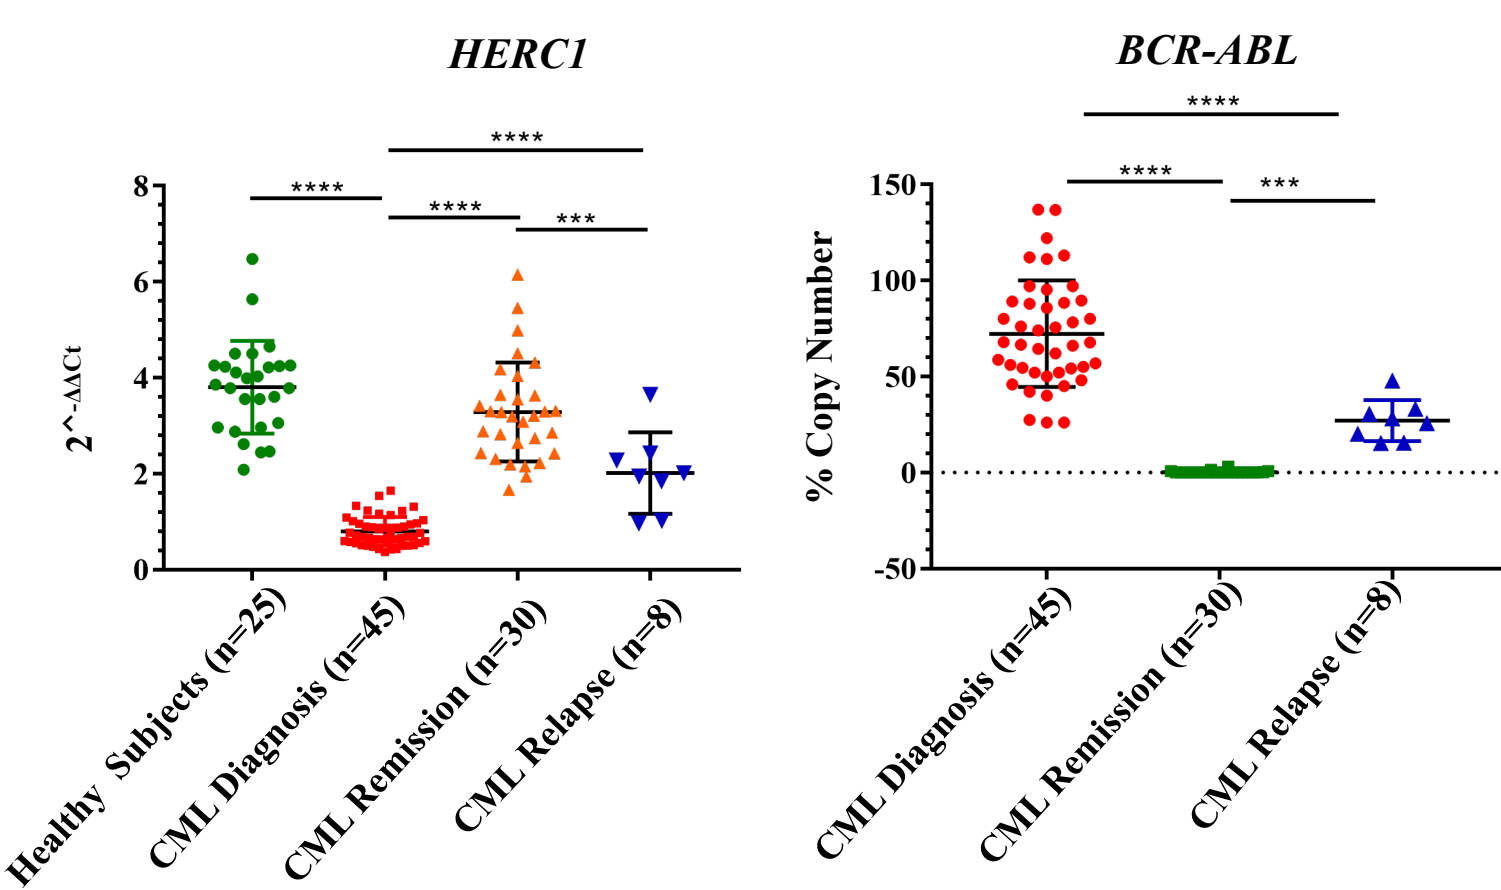 HERC1
****
****
****
***
8
6
4
2
0
2^-ΔΔCt
Healthy Subjects (n=25)
CML Diagnosis (n=45)
CML Remission (n=30)
CML Relapse (n=8)
BCR-ABL
****
****
***
150
100
50
0
-50
% Copy Number
CML Diagnosis (n=45)
CML Remission (n=30)
CML Relapse (n=8)